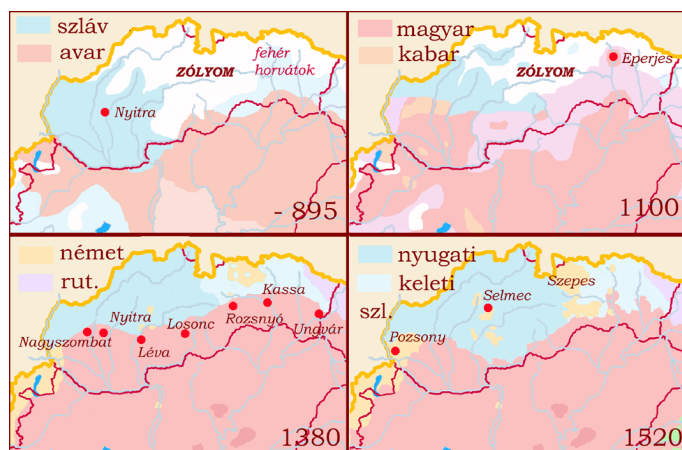 szláv
avar
fehér
horvátok
ZÓLYOM
Nyitra
- 895
magyar
kabar
ZÓLYOM
Eperjes
1100
német
rut.
Kassa
Nyitra
Losonc
Rozsnyó
Ungvár
Nagyszombat
Léva
1380
nyugati
keleti
szl.
Szepes
Selmec
Pozsony
1520